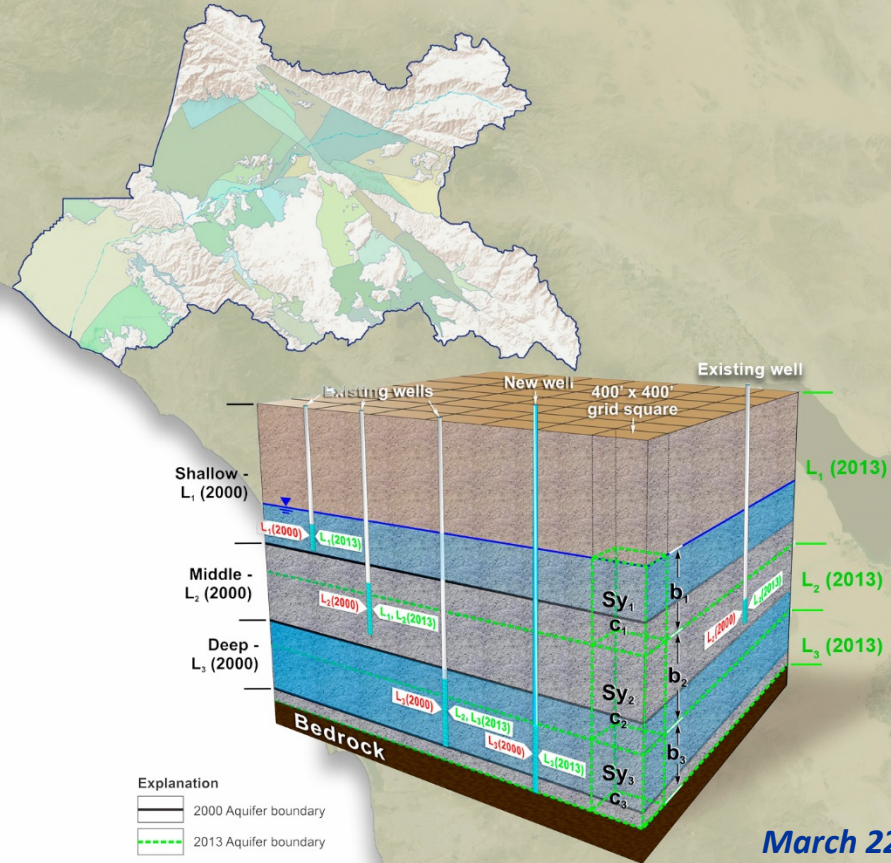 Existing wells
New well
400' x 400'
grid square
Existing well
Shallow -
L₁ (2000)
Middle -
L₂ (2000)
Deep -
L₃ (2000)
L₁ (2013)
L₂ (2013)
L₃ (2013)
L₁(2000)
L₁(2013)
L₂(2000)
L₁, L₂(2013)
L₃(2000)
L₂, L₃(2013)
L₃(2000)
L₃(2013)
L₂(2000)
L₂(2013)
Sy₁
c₁
b₁
Sy₂
c₂
b₂
Sy₃
c₃
b₃
Bedrock
Explanation
2000 Aquifer boundary
2013 Aquifer boundary
March 22